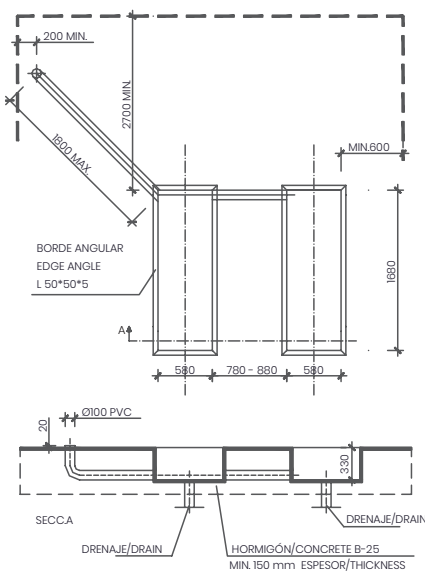 200 MIN.
2700 MIN.
1800 MAX.
MIN.600
BORDE ANGULAR
EDGE ANGLE
L 50*50*5
1680
A
580
780 - 880
580
Ø100 PVC
20
330
SECC.A
DRENAJE/DRAIN
DRENAJE/DRAIN
HORMIGÓN/CONCRETE B-25
MIN. 150 mm ESPESOR/THICKNESS